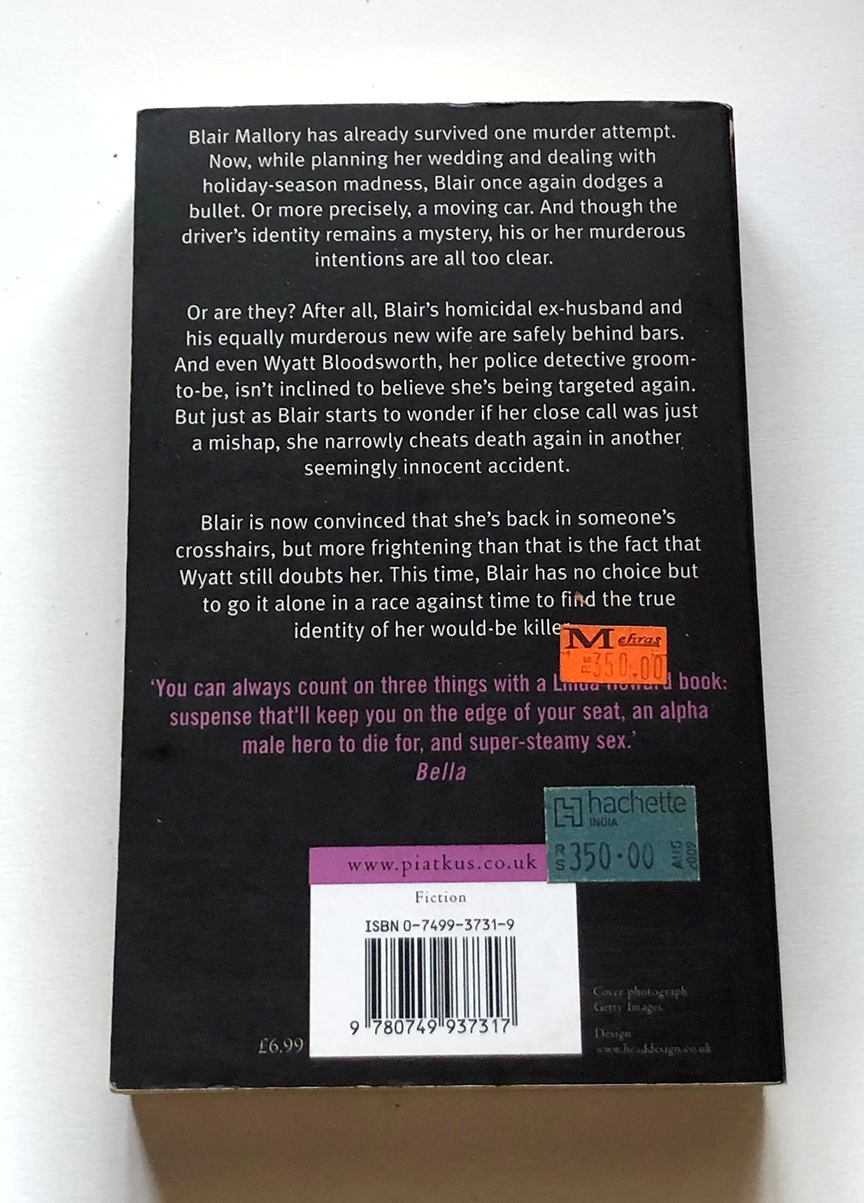 Blair Mallory has already survived one murder attempt.
Now, while planning her wedding and dealing with
holiday-season madness, Blair once again dodges a
bullet. Or more precisely, a moving car. And though the
driver's identity remains a mystery, his or her murderous
intentions are all too clear.
Or are they? After all, Blair's homicidal ex-husband and
his equally murderous new wife are safely behind bars.
And even Wyatt Bloodsworth, her police detective groom-
to-be, isn't inclined to believe she's being targeted again.
But just as Blair starts to wonder if her close call was just
a mishap, she narrowly cheats death again in another
seemingly innocent accident.
Blair is now convinced that she's back in someone's
crosshairs, but more frightening than that is the fact that
Wyatt still doubts her. This time, Blair has no choice but
to go it alone in a race against time to find the true
identity of her would-be kille
Mehras
RS 350.00
'You can always count on three things with a Linda Howard book:
suspense that'll keep you on the edge of your seat, an alpha
male hero to die for, and super-steamy sex.'
Bella
hachette
INDIA
RS 350·00 AUG 2009
www.piatkus.co.uk
Fiction
ISBN 0-7499-3731-9
9 780749 937317
£6.99
Cover photograph
Getty Images
Design
www.headdesign.co.uk